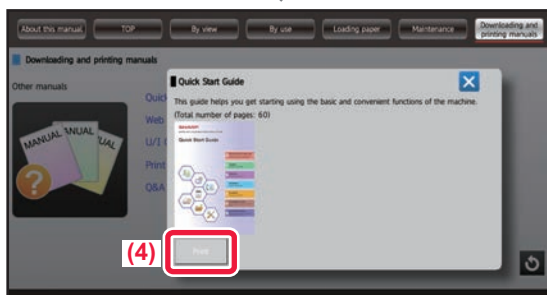 About this manual
TOP
By view
By use
Loading paper
Maintenance
Downloading and
printing manuals
Downloading and printing manuals
Other manuals
Quick Start Guide
This guide helps you get starting using the basic and convenient functions of the machine.
(Total number of pages: 60)
Quick
Web
U/I
Print
Q&A
MANUAL
MANUAL
Quick Start Guide
(4)
Print